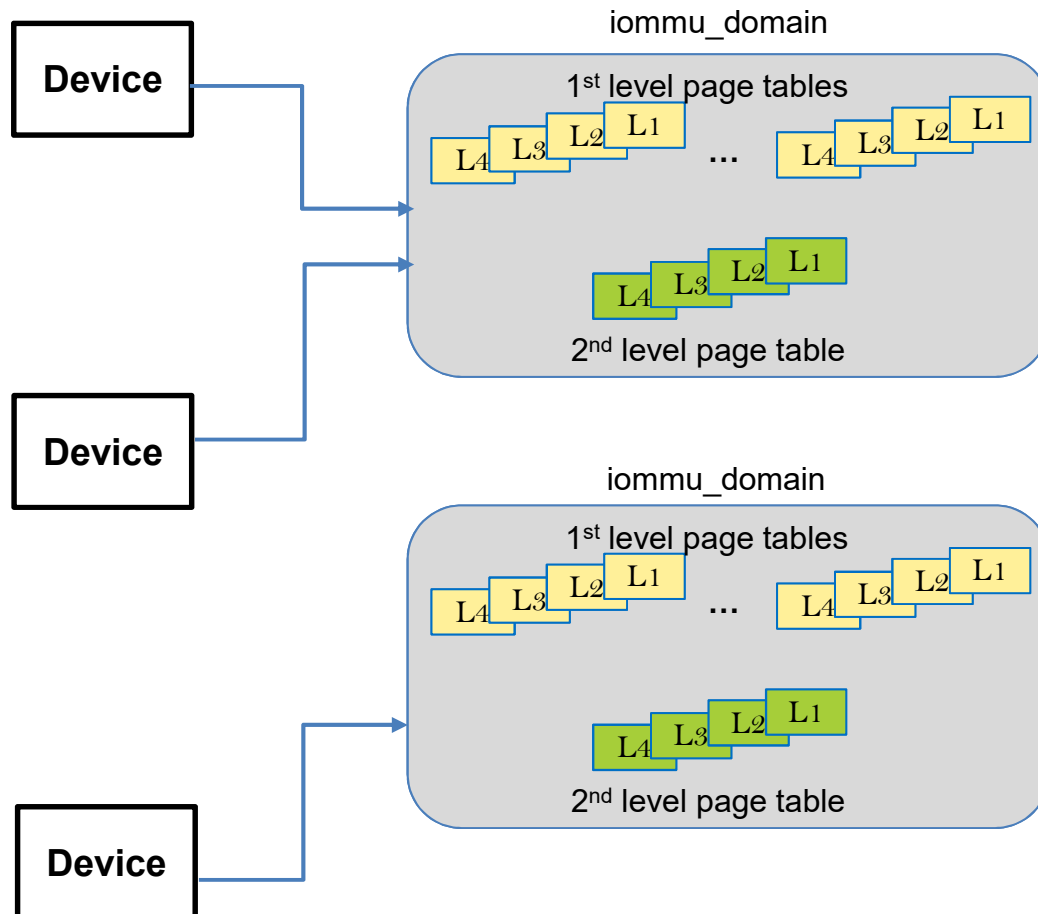 iommu_domain
Device
1st level page tables
L4 L3 L2 L1 ... L4 L3 L2 L1
L4 L3 L2 L1
2nd level page table
Device
iommu_domain
1st level page tables
L4 L3 L2 L1 ... L4 L3 L2 L1
L4 L3 L2 L1
2nd level page table
Device